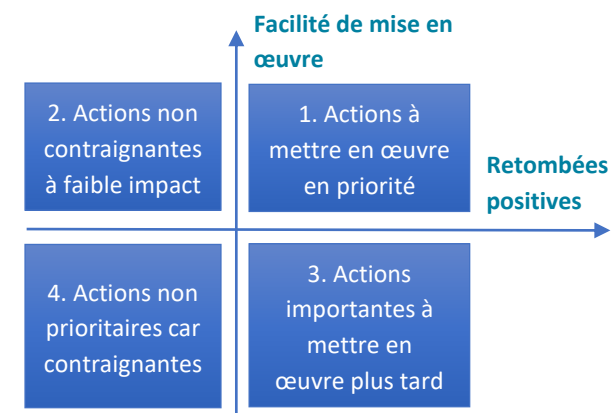 Facilité de mise en
œuvre
2. Actions non
contraignantes
à faible impact
1. Actions à
mettre en œuvre
en priorité
Retombées
positives
4. Actions non
prioritaires car
contraignantes
3. Actions
importantes à
mettre en
œuvre plus tard